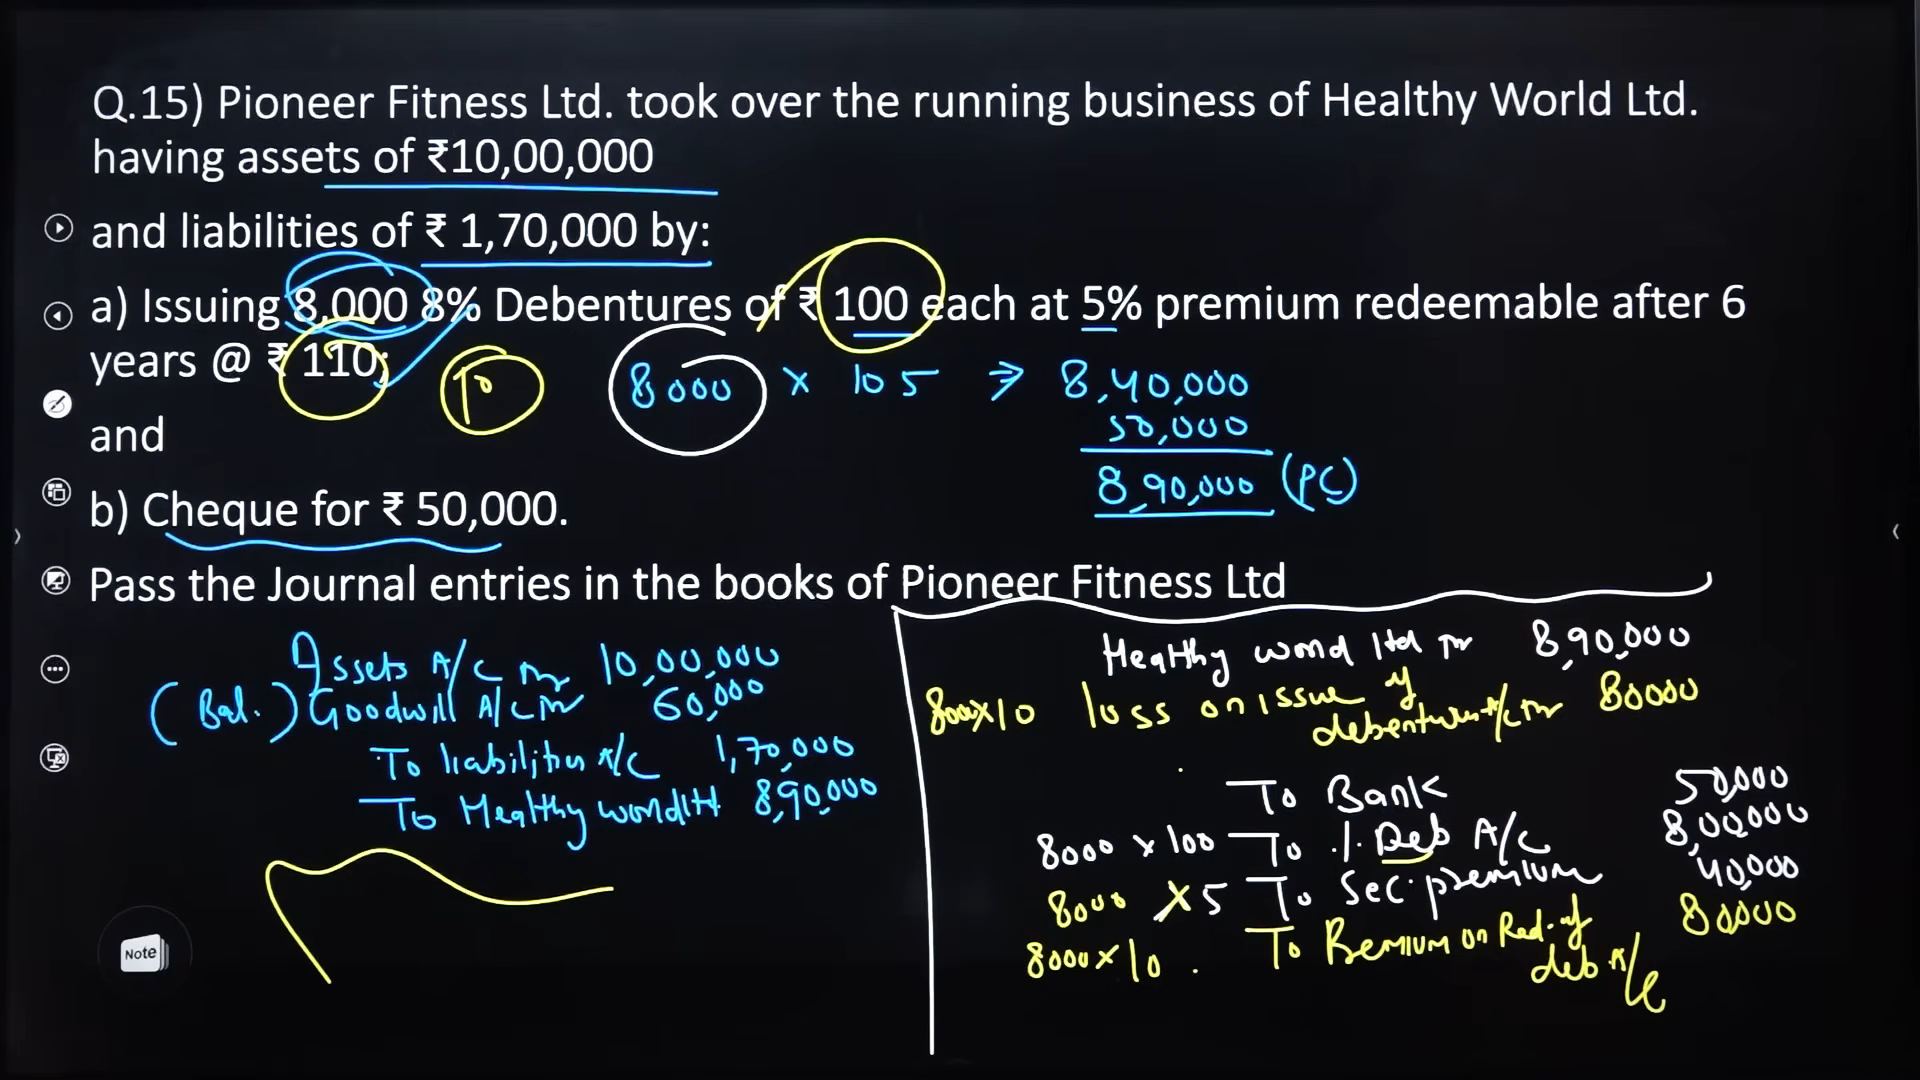 Q.15) Pioneer Fitness Ltd. took over the running business of Healthy World Ltd.
having assets of ₹10,00,000
and liabilities of ₹ 1,70,000 by:
a) Issuing 8,000 8% Debentures of ₹ 100 each at 5% premium redeemable after 6
years @ ₹ 110;
10
8000 × 105 ⇒ 8,40,000
50,000
8,90,000 (PC)
and
b) Cheque for ₹ 50,000.
Pass the Journal entries in the books of Pioneer Fitness Ltd
Assets A/C Dr 10,00,000
(Bal.) Goodwill A/C Dr 60,000
To liabilities A/C 1,70,000
To Healthy world ltd. 8,90,000
Healthy world ltd Dr 8,90,000
8000×10 loss on issue of
debentures A/c Dr 80000
To Bank 50,000
8000 × 100 To .1. Deb A/C 8,00,000
8000 × 5 To Sec. premium 40,000
8000×10 . To Premium on Red. of 80000
deb A/c
Note